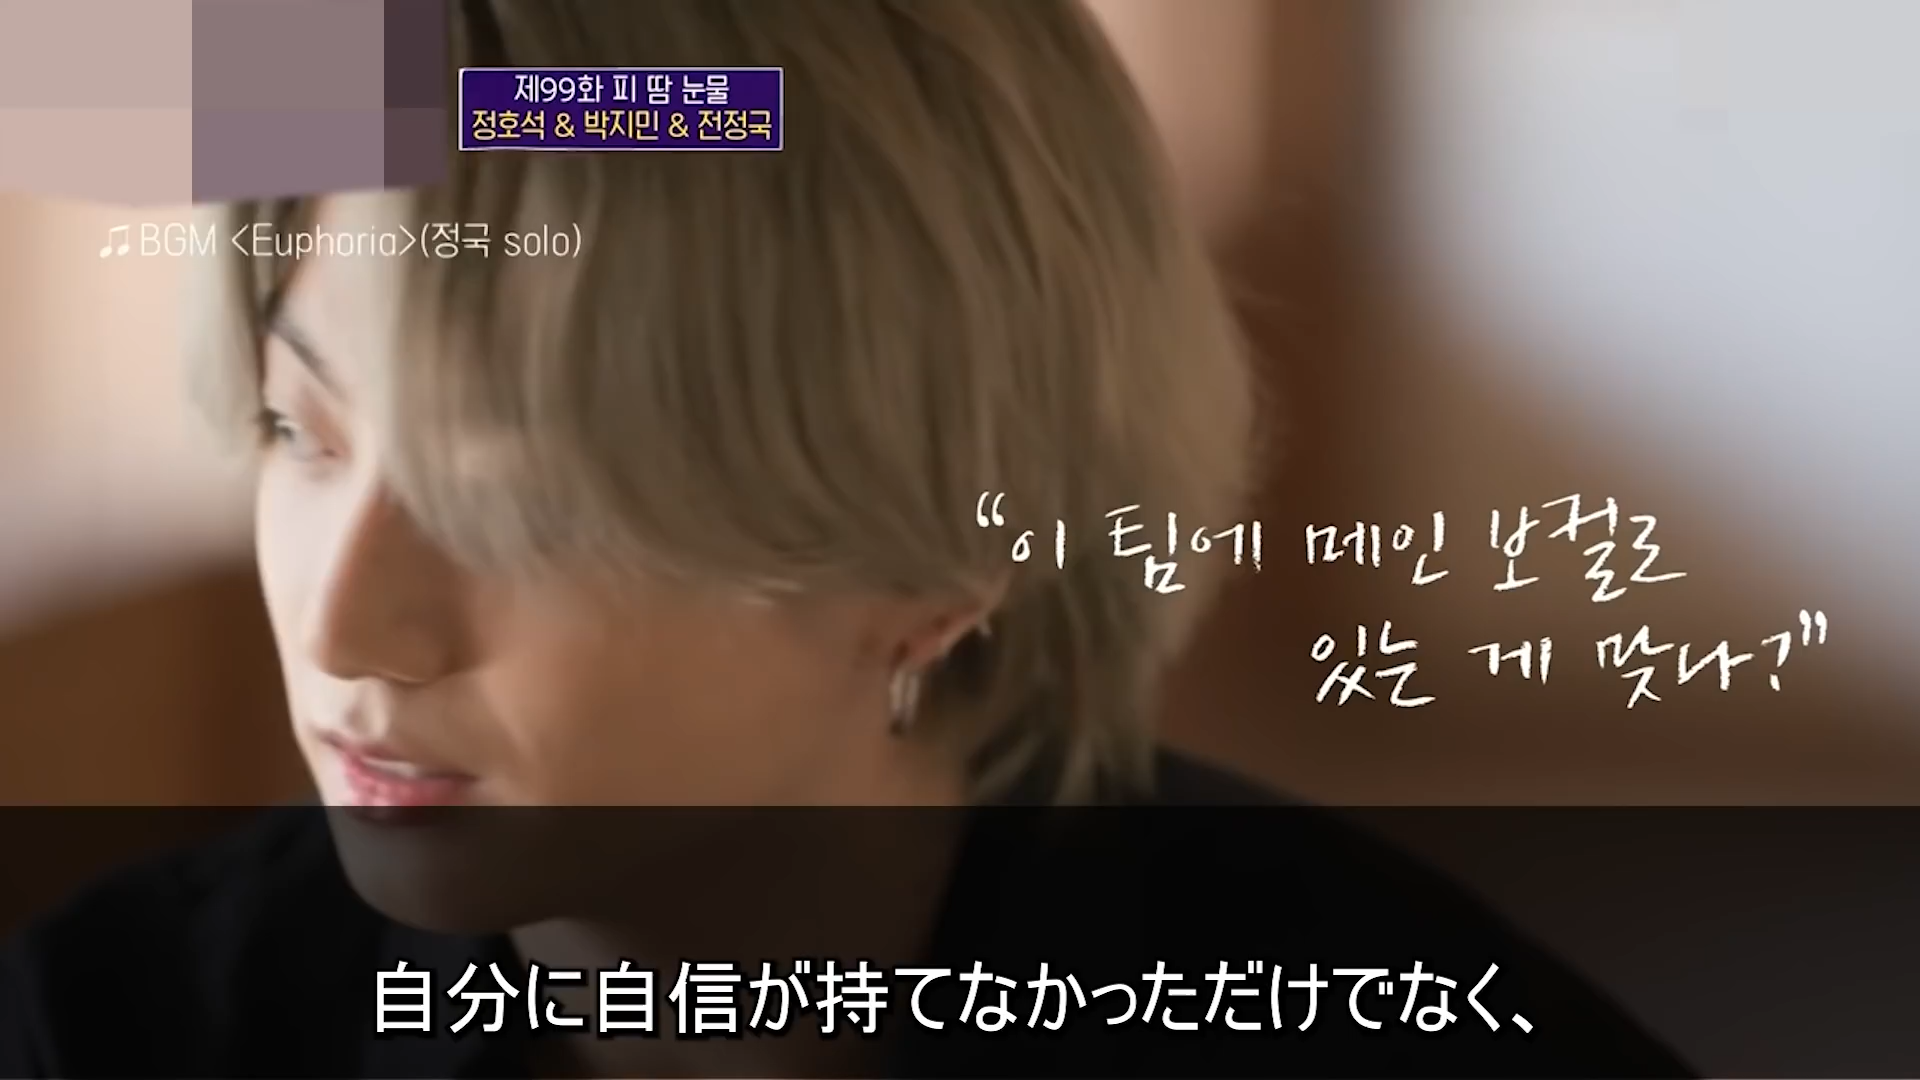 제99화 피 땀 눈물
정호석 & 박지민 & 전정국
♫ BGM <Euphoria>(정국 solo)
“이 팀에 메인 보컬로
있는 게 맞나?”
自分に自信が持てなかっただけでなく、